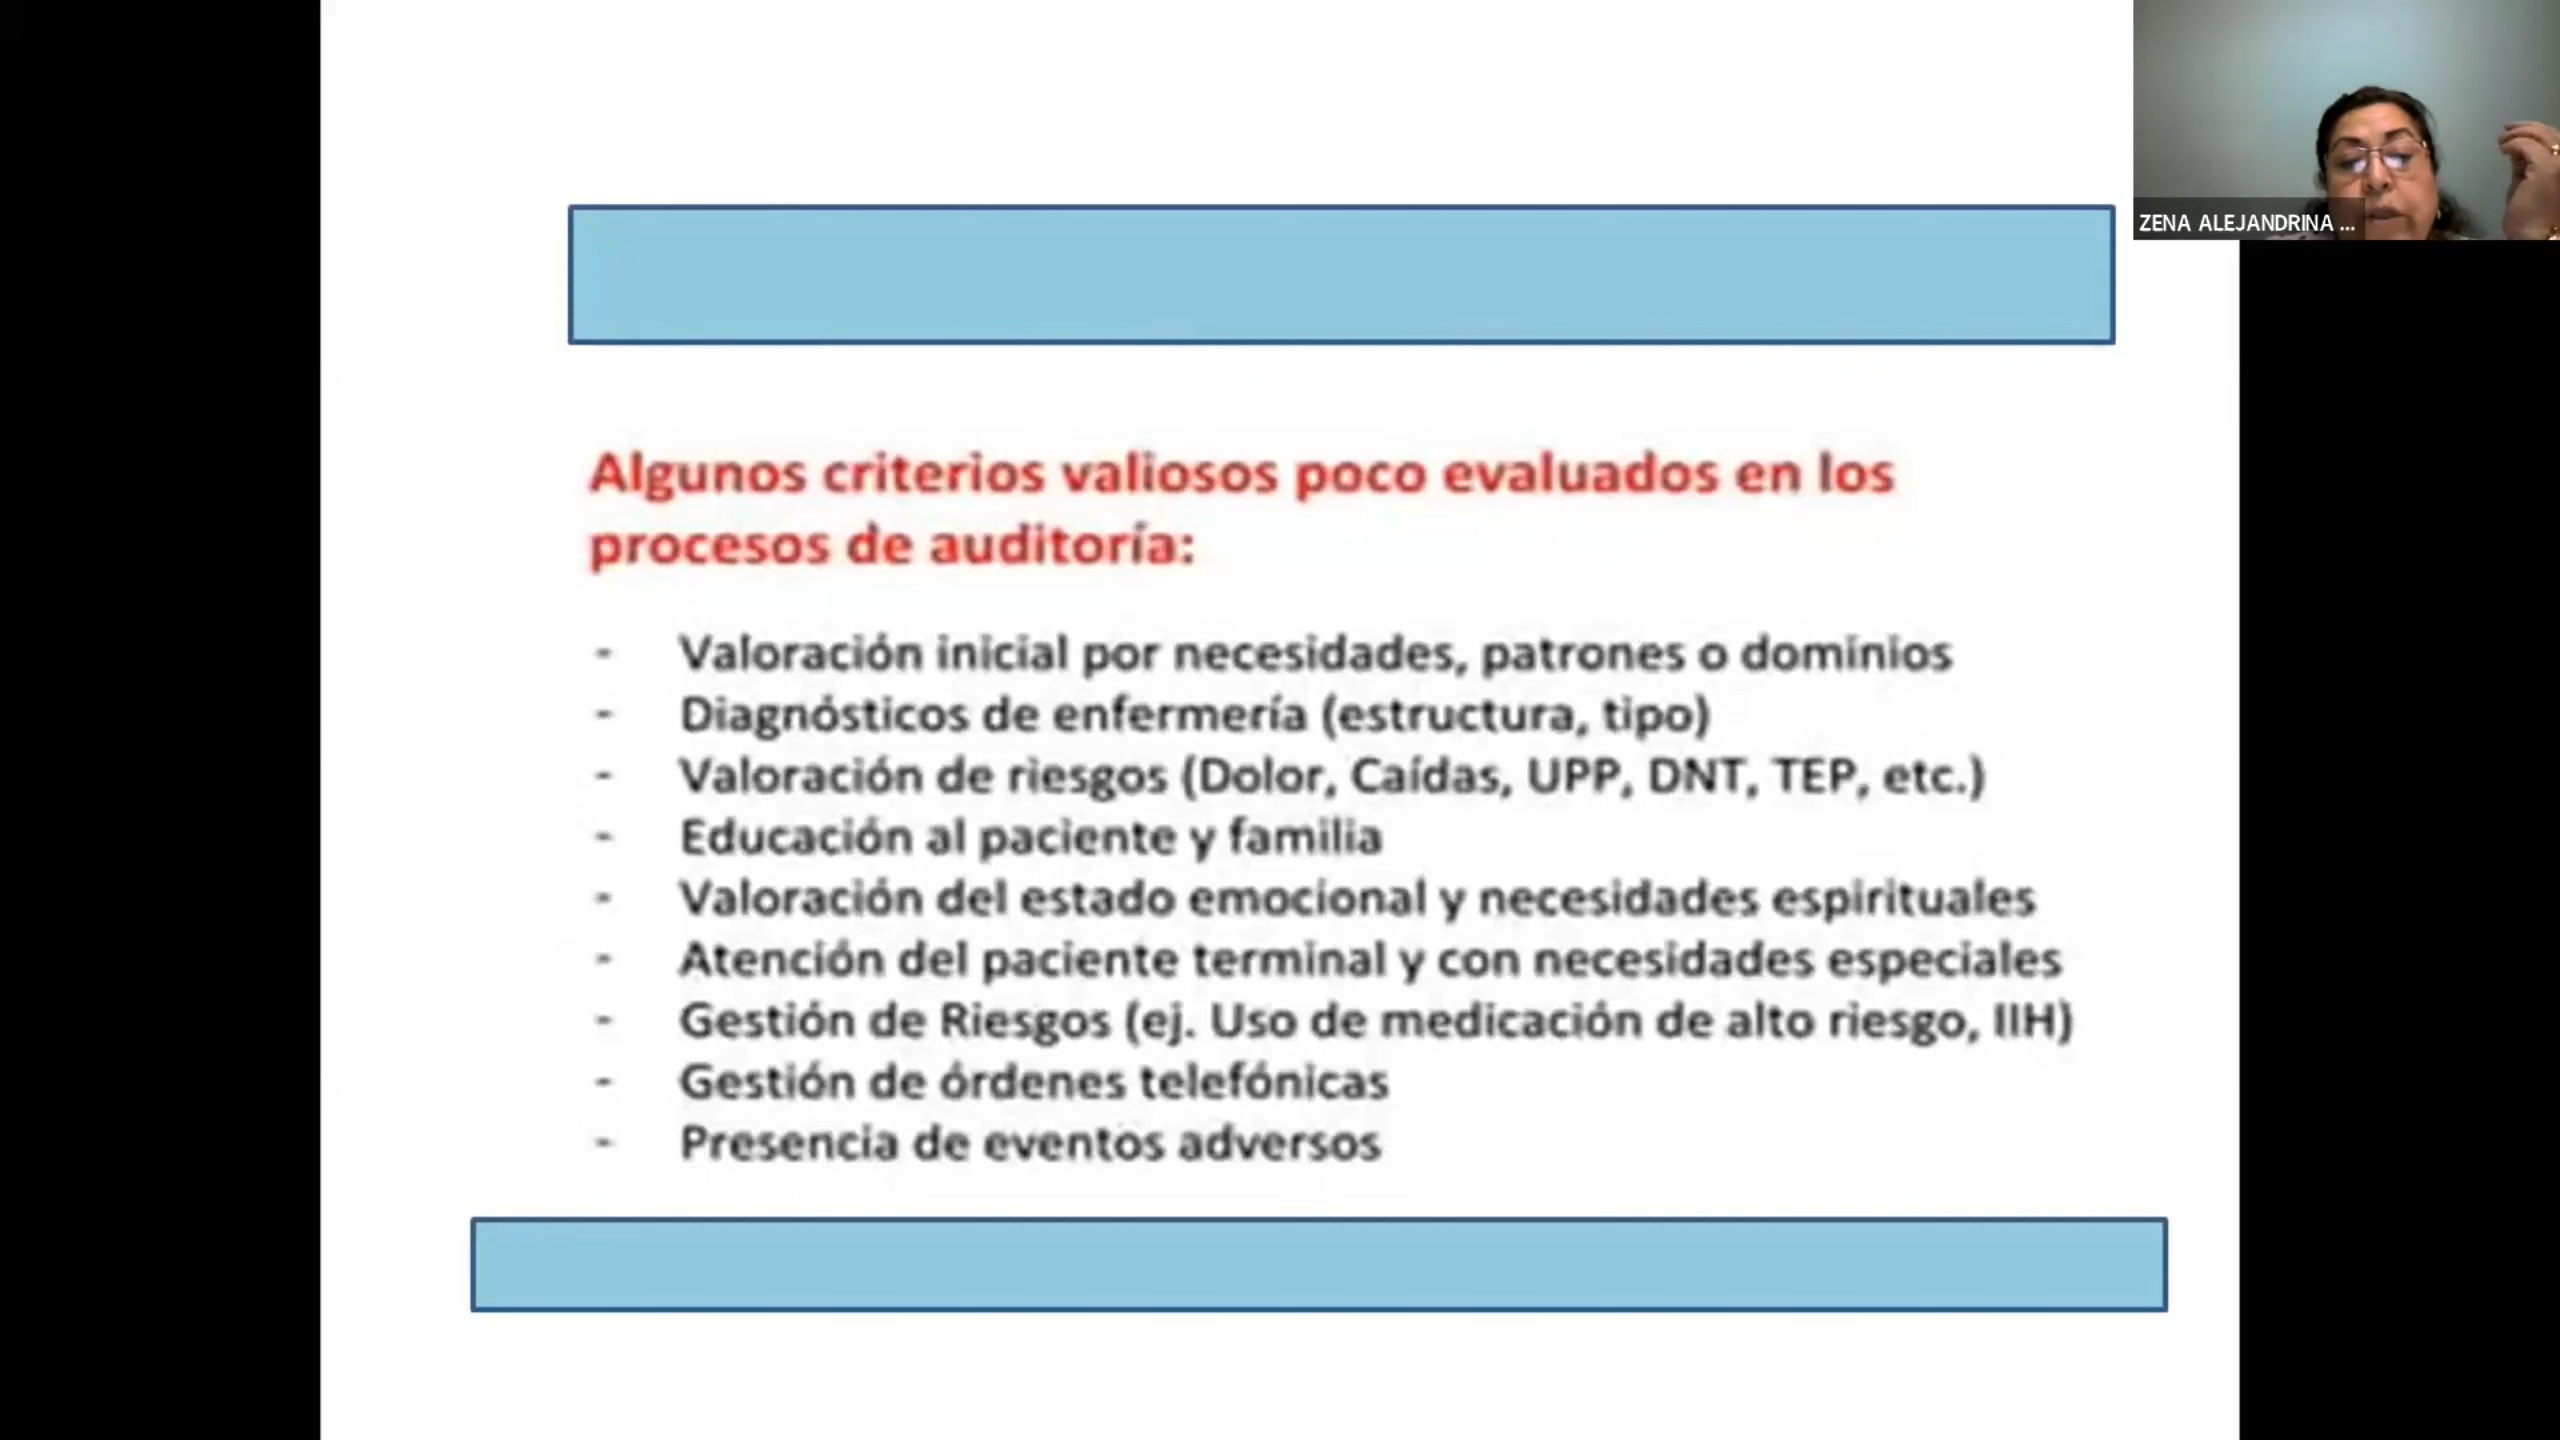 ZENA ALEJANDRINA ...
Algunos criterios valiosos poco evaluados en los
procesos de auditoría:
- Valoración inicial por necesidades, patrones o dominios
- Diagnósticos de enfermería (estructura, tipo)
- Valoración de riesgos (Dolor, Caídas, UPP, DNT, TEP, etc.)
- Educación al paciente y familia
- Valoración del estado emocional y necesidades espirituales
- Atención del paciente terminal y con necesidades especiales
- Gestión de Riesgos (ej. Uso de medicación de alto riesgo, IIH)
- Gestión de órdenes telefónicas
- Presencia de eventos adversos